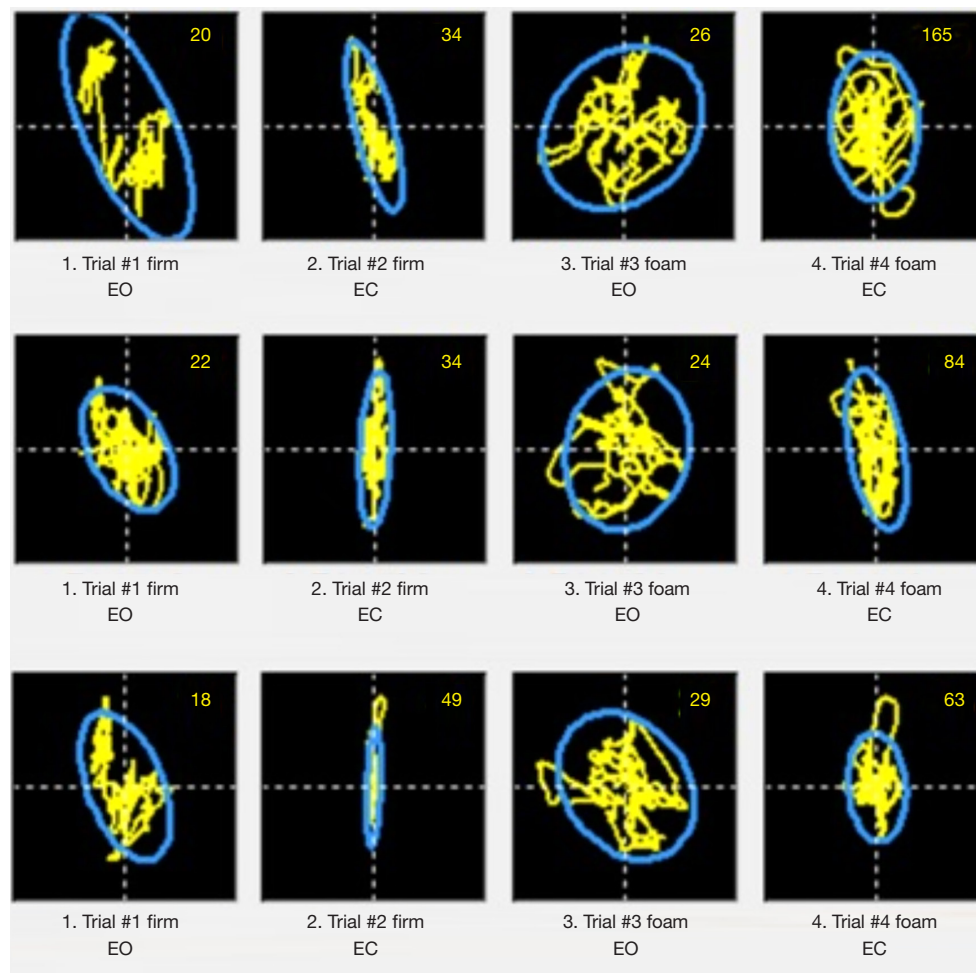 20 34 26 165
1. Trial #1 firm 2. Trial #2 firm 3. Trial #3 foam 4. Trial #4 foam
EO EC EO EC
22 34 24 84
1. Trial #1 firm 2. Trial #2 firm 3. Trial #3 foam 4. Trial #4 foam
EO EC EO EC
18 49 29 63
1. Trial #1 firm 2. Trial #2 firm 3. Trial #3 foam 4. Trial #4 foam
EO EC EO EC